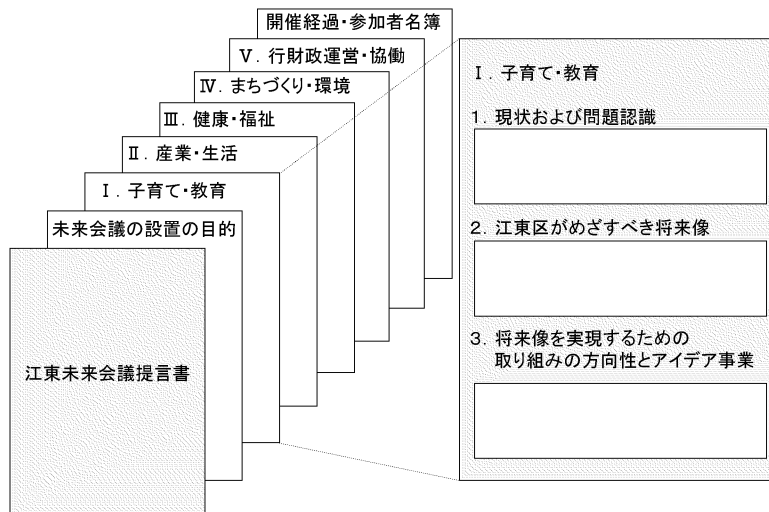 開催経過・参加者名簿
Ⅴ．行財政運営・協働
Ⅳ．まちづくり・環境
Ⅲ．健康・福祉
Ⅱ．産業・生活
Ⅰ．子育て・教育
未来会議の設置の目的
江東未来会議提言書
Ⅰ．子育て・教育
1．現状および問題認識
2．江東区がめざすべき将来像
3．将来像を実現するための
取り組みの方向性とアイデア事業